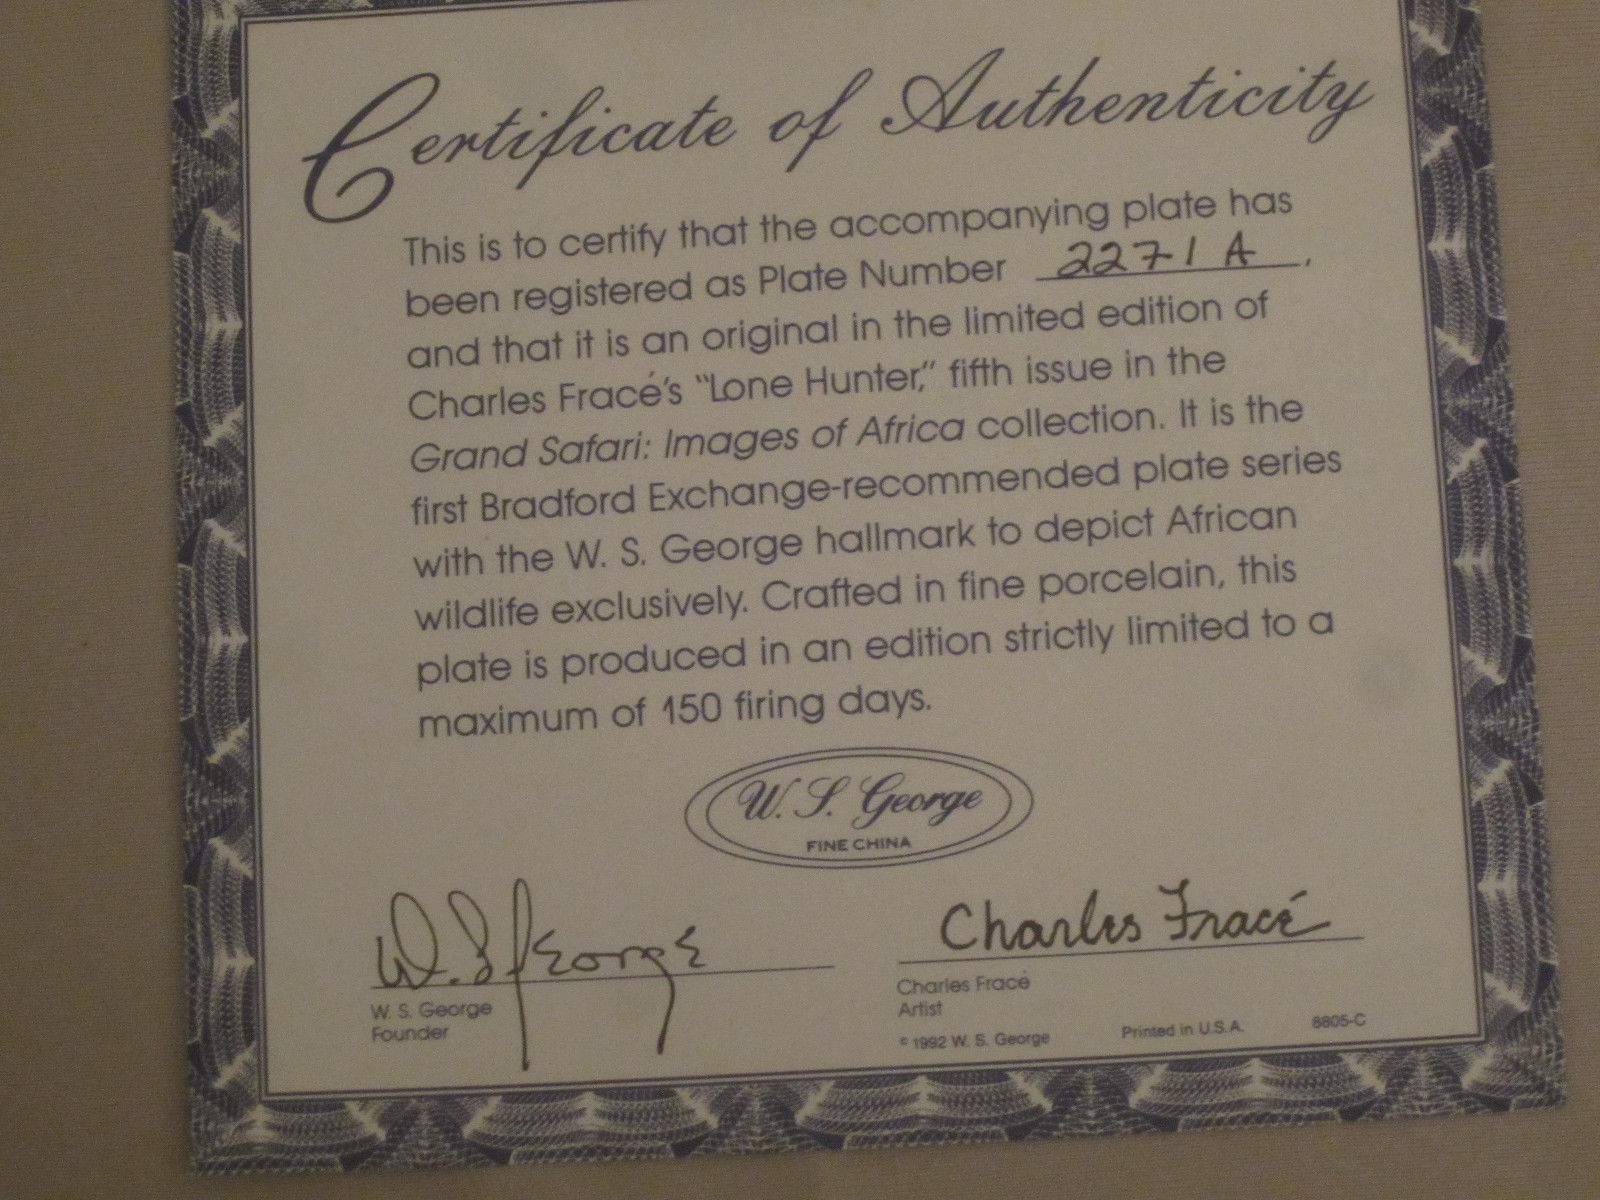 Certificate of Authenticity
This is to certify that the accompanying plate has
been registered as Plate Number 2271 A,
and that it is an original in the limited edition of
Charles Fracé's "Lone Hunter," fifth issue in the
Grand Safari: Images of Africa collection. It is the
first Bradford Exchange-recommended plate series
with the W. S. George hallmark to depict African
wildlife exclusively. Crafted in fine porcelain, this
plate is produced in an edition strictly limited to a
maximum of 150 firing days.
W. S. George
FINE CHINA
W. S. George
Charles Fracé
W. S. George
Founder
Charles Fracé
Artist
© 1992 W. S. George
Printed in U.S.A.
8805-C